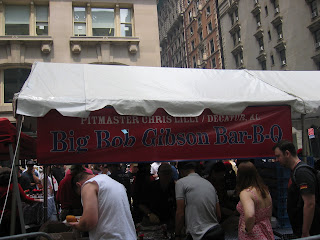 PITMASTER CHRIS LILLY / DECATUR, AL
Big Bob Gibson Bar-B-Q